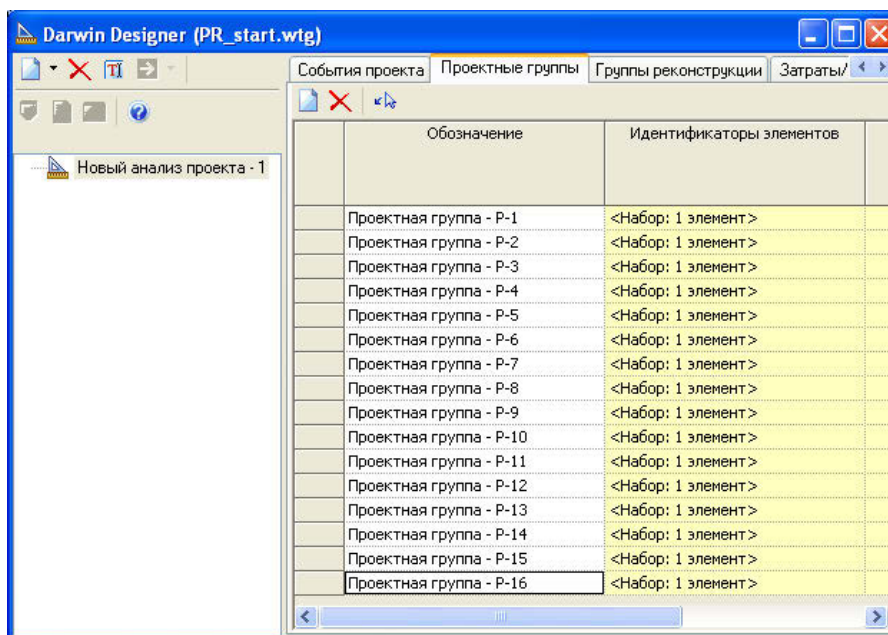 Darwin Designer (PR_start.wtg)
События проекта Проектные группы Группы реконструкции Затраты/
Новый анализ проекта - 1
Обозначение Идентификаторы элементов
Проектная группа - P-1 <Набор: 1 элемент>
Проектная группа - P-2 <Набор: 1 элемент>
Проектная группа - P-3 <Набор: 1 элемент>
Проектная группа - P-4 <Набор: 1 элемент>
Проектная группа - P-5 <Набор: 1 элемент>
Проектная группа - P-6 <Набор: 1 элемент>
Проектная группа - P-7 <Набор: 1 элемент>
Проектная группа - P-8 <Набор: 1 элемент>
Проектная группа - P-9 <Набор: 1 элемент>
Проектная группа - P-10 <Набор: 1 элемент>
Проектная группа - P-11 <Набор: 1 элемент>
Проектная группа - P-12 <Набор: 1 элемент>
Проектная группа - P-13 <Набор: 1 элемент>
Проектная группа - P-14 <Набор: 1 элемент>
Проектная группа - P-15 <Набор: 1 элемент>
Проектная группа - P-16 <Набор: 1 элемент>